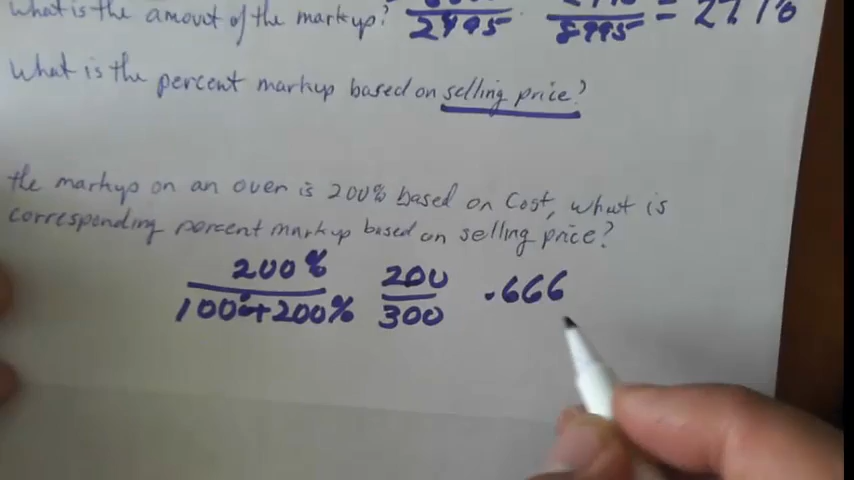 What is the amount of the markup? 2995 8995 =
What is the percent markup based on selling price?
the markup on an oven is 200% based on Cost, what is
corresponding percent markup based on selling price?
200% 200 .666
100%+200% 300